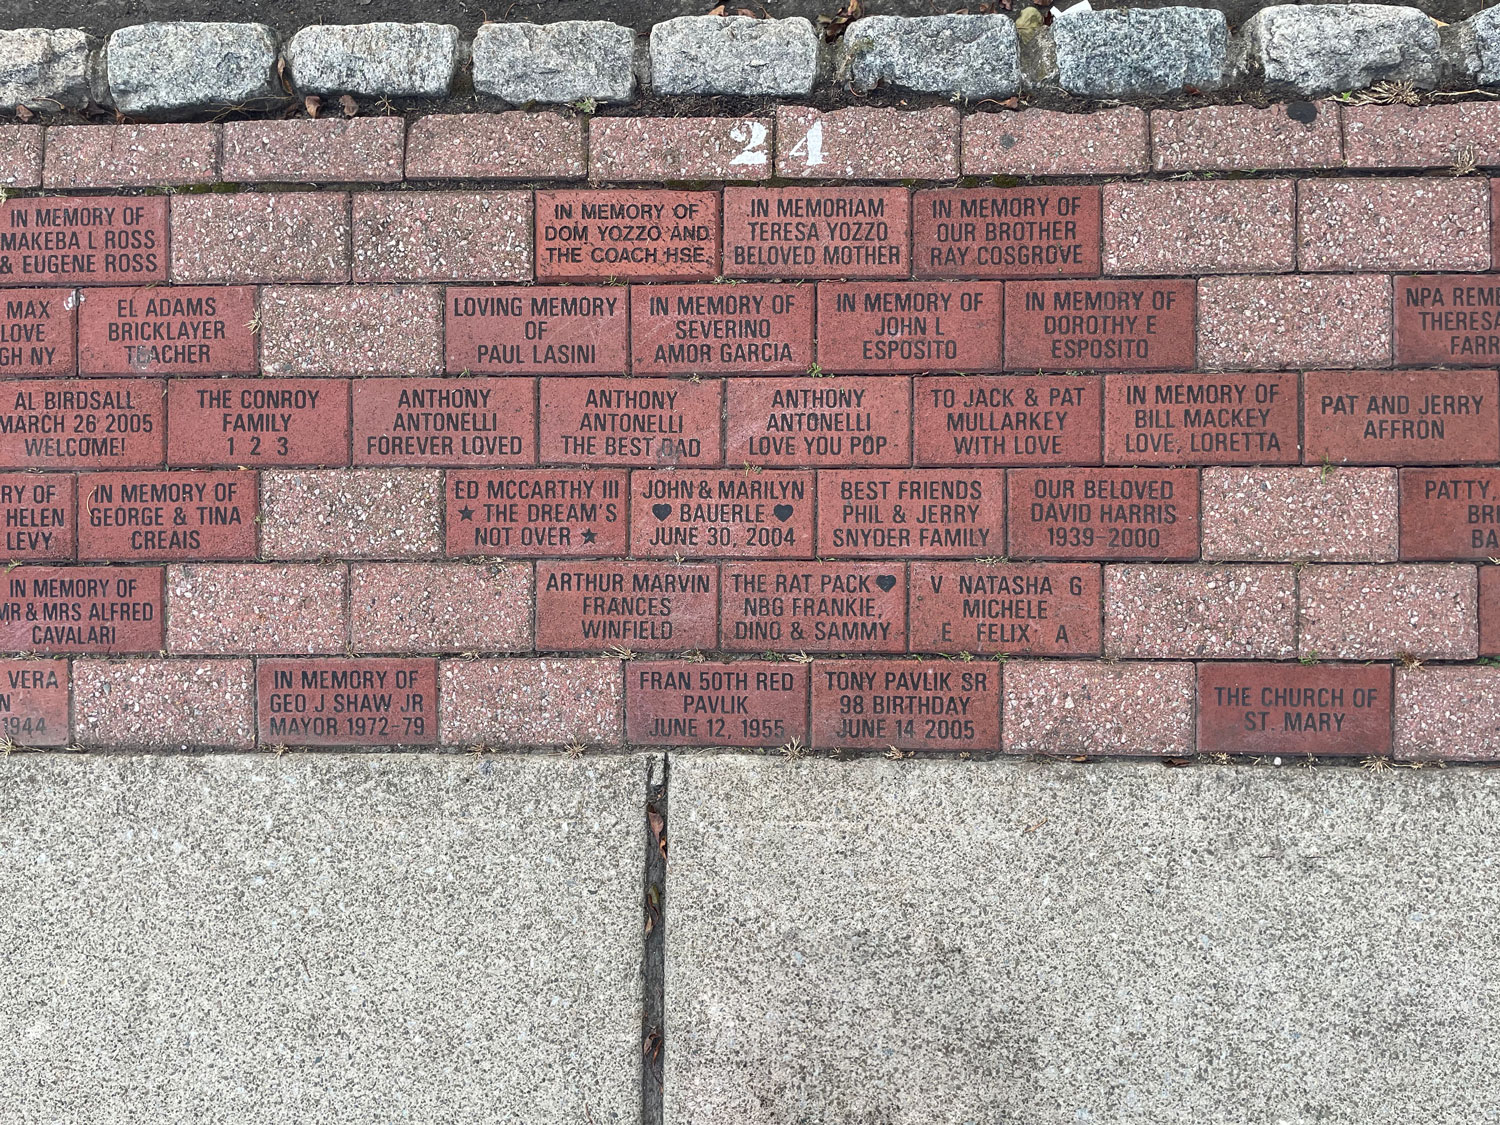 24
IN MEMORY OF
MAKEBA L ROSS
& EUGENE ROSS
IN MEMORY OF
DOM YOZZO AND
THE COACH HSE.
IN MEMORIAM
TERESA YOZZO
BELOVED MOTHER
IN MEMORY OF
OUR BROTHER
RAY COSGROVE
MAX
LOVE
GH NY
EL ADAMS
BRICKLAYER
TEACHER
LOVING MEMORY
OF
PAUL LASINI
IN MEMORY OF
SEVERINO
AMOR GARCIA
IN MEMORY OF
JOHN L
ESPOSITO
IN MEMORY OF
DOROTHY E
ESPOSITO
NPA REM
THERESA
FARR
AL BIRDSALL
MARCH 26 2005
WELCOME!
THE CONROY
FAMILY
1 2 3
ANTHONY
ANTONELLI
FOREVER LOVED
ANTHONY
ANTONELLI
THE BEST DAD
ANTHONY
ANTONELLI
LOVE YOU POP
TO JACK & PAT
MULLARKEY
WITH LOVE
IN MEMORY OF
BILL MACKEY
LOVE, LORETTA
PAT AND JERRY
AFFRON
RY OF
HELEN
LEVY
IN MEMORY OF
GEORGE & TINA
CREAIS
ED MCCARTHY III
★ THE DREAM'S
NOT OVER ★
JOHN & MARILYN
♥ BAUERLE ♥
JUNE 30, 2004
BEST FRIENDS
PHIL & JERRY
SNYDER FAMILY
OUR BELOVED
DAVID HARRIS
1939-2000
PATTY,
BRI
BA
IN MEMORY OF
MR & MRS ALFRED
CAVALARI
ARTHUR MARVIN
FRANCES
WINFIELD
THE RAT PACK ♥
NBG FRANKIE,
DINO & SAMMY
V NATASHA G
MICHELE
E FELIX A
VERA
N
1944
IN MEMORY OF
GEO J SHAW JR
MAYOR 1972-79
FRAN 50TH RED
PAVLIK
JUNE 12, 1955
TONY PAVLIK SR
98 BIRTHDAY
JUNE 14 2005
THE CHURCH OF
ST. MARY